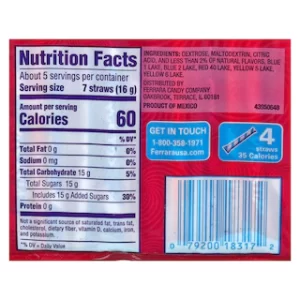 Nutrition Facts
About 5 servings per container
Serving size 7 straws (16 g)
Amount per serving
Calories 60
% DV*
Total Fat 0 g 0%
Sodium 0 mg 0%
Total Carbohydrate 15 g 5%
Total Sugars 15 g
Includes 15 g Added Sugars 30%
Protein 0 g
Not a significant source of saturated fat, trans fat,
cholesterol, dietary fiber, vitamin D, calcium, iron,
and potassium.
*% DV = Daily Value
INGREDIENTS: DEXTROSE, MALTODEXTRIN, CITRIC
ACID, AND LESS THAN 2% OF NATURAL FLAVORS, BLUE
1 LAKE, BLUE 2 LAKE, RED 40 LAKE, YELLOW 5 LAKE,
YELLOW 6 LAKE.
DISTRIBUTED BY
FERRARA CANDY COMPANY
OAKBROOK TERRACE, IL 60181
PRODUCT OF MEXICO
GET IN TOUCH
1-800-358-1971
Ferrarausa.com
4
straws
35 Calories
0 79200 18317 2